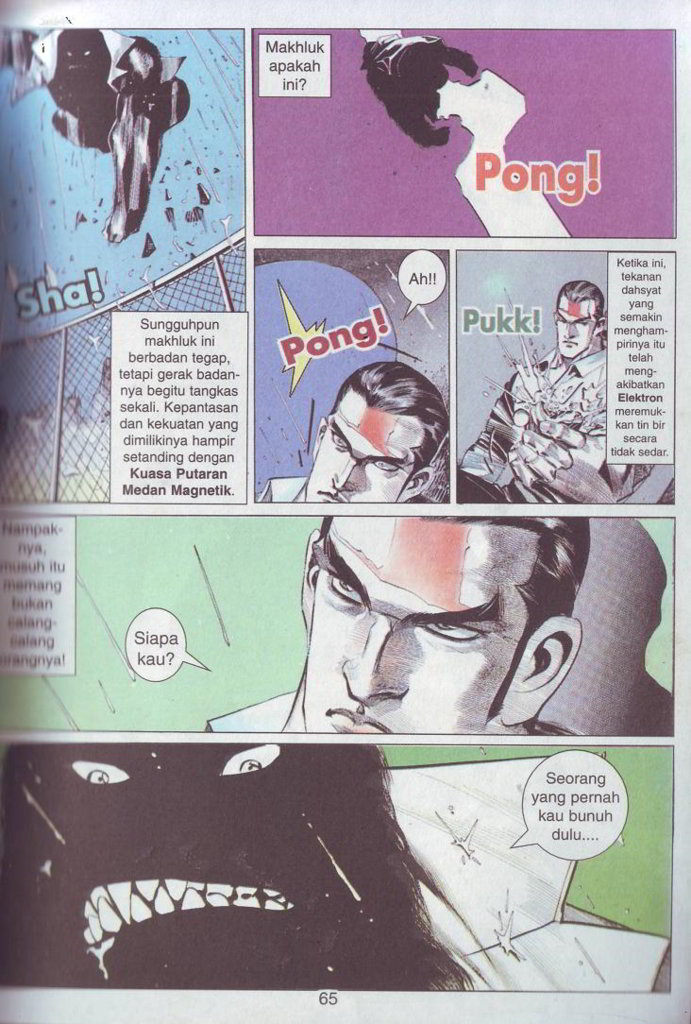 Makhluk
apakah
ini?
Pong!
Sha!
Sungguhpun
makhluk ini
berbadan tegap,
tetapi gerak badan-
nya begitu tangkas
sekali. Kepantasan
dan kekuatan yang
dimilikinya hampir
setanding dengan
Kuasa Putaran
Medan Magnetik.
Ah!!
Pong!
Pukk!
Ketika ini,
tekanan
dahsyat
yang
semakin
mengham-
pirinya itu
telah
meng-
akibatkan
Elektron
meremuk-
kan tin bir
secara
tidak sedar.
Nampak-
nya,
musuh itu
memang
bukan
calang-
calang
orangnya!
Siapa
kau?
Seorang
yang pernah
kau bunuh
dulu....
65